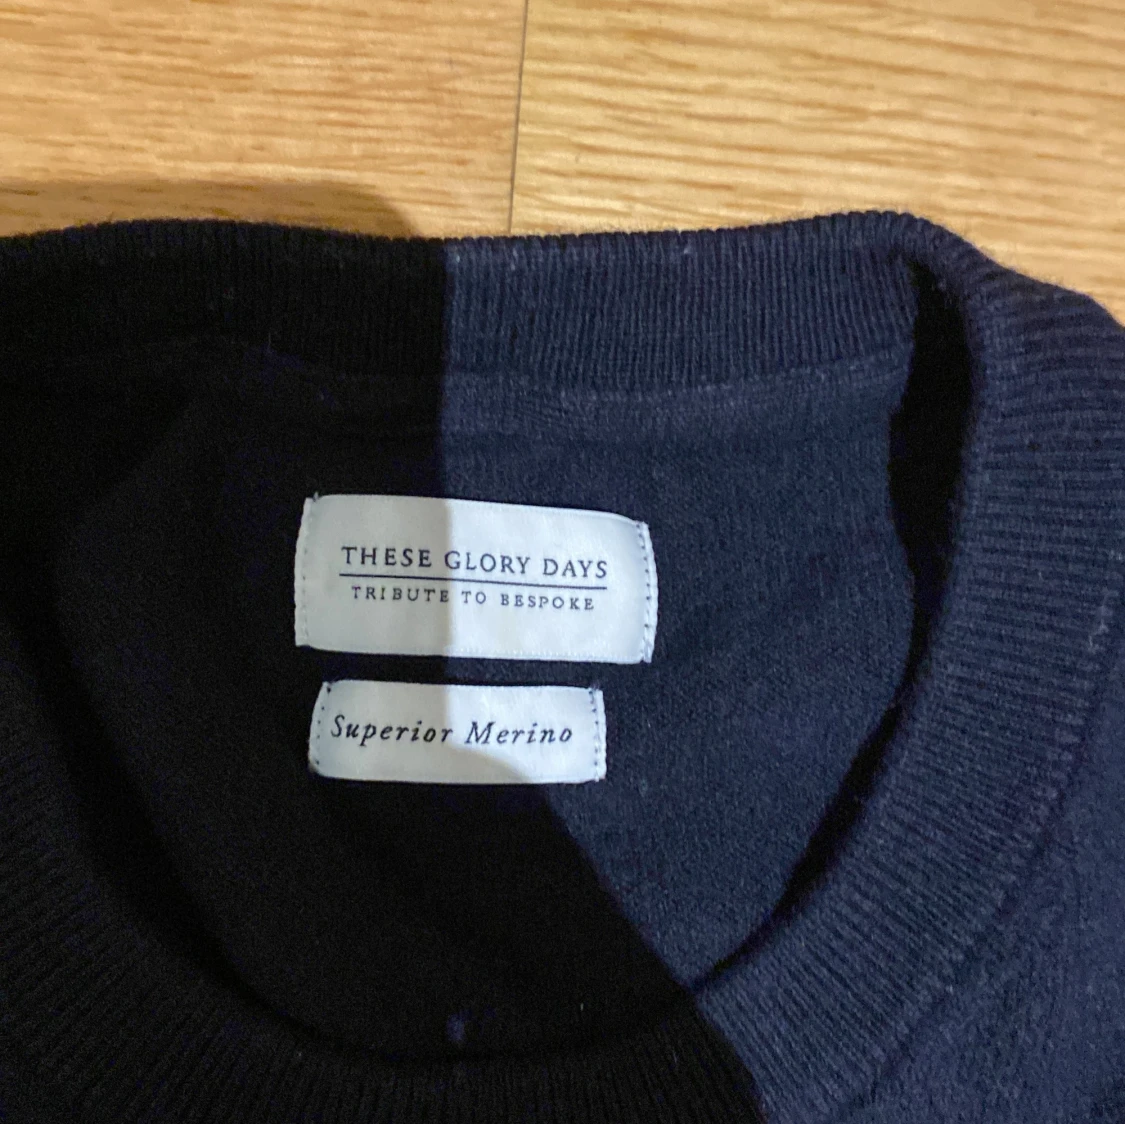 THESE GLORY DAYS
TRIBUTE TO BESPOKE
Superior Merino